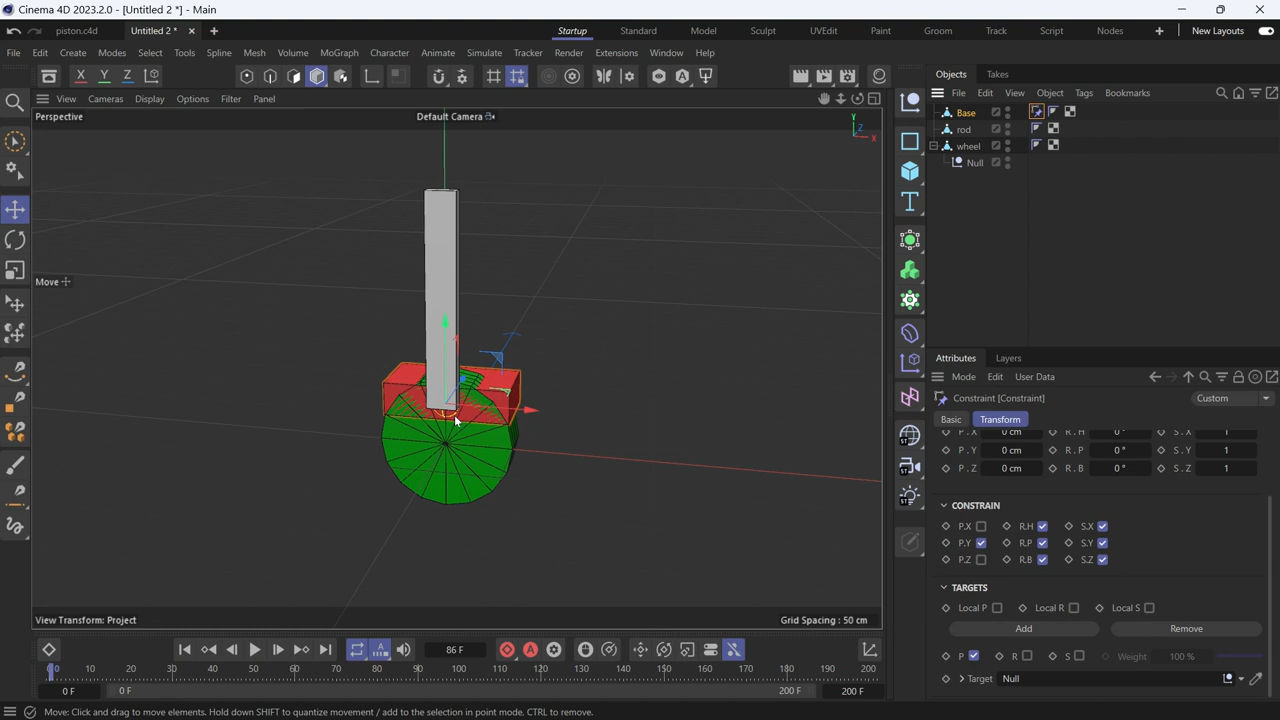 Cinema 4D 2023.2.0 - [Untitled 2 *] - Main
piston.c4d
Untitled 2 *
Startup
Standard
Model
Sculpt
UVEdit
Paint
Groom
Track
Script
Nodes
New Layouts
File Edit Create Modes Select Tools Spline Mesh Volume MoGraph Character Animate Simulate Tracker Render Extensions Window Help
X Y Z
Objects Takes
View Cameras Display Options Filter Panel
File Edit View Object Tags Bookmarks
Perspective
Default Camera
Y
Z
X
Base
rod
wheel
Null
Move
Attributes Layers
Mode Edit User Data
Constraint [Constraint]
Custom
Basic Transform
P . X 0 cm R . H 0 ° S . X 1
P . Y 0 cm R . P 0 ° S . Y 1
P . Z 0 cm R . B 0 ° S . Z 1
CONSTRAIN
P.X R.H S.X
P.Y R.P S.Y
P.Z R.B S.Z
TARGETS
Local P Local R Local S
Add Remove
P R S Weight 100 %
Target Null
View Transform: Project
Grid Spacing : 50 cm
86 F
0 10 20 30 40 50 60 70 80 90 100 110 120 130 140 150 160 170 180 190 200
0 F
0 F
200 F
200 F
Move: Click and drag to move elements. Hold down SHIFT to quantize movement / add to the selection in point mode, CTRL to remove.